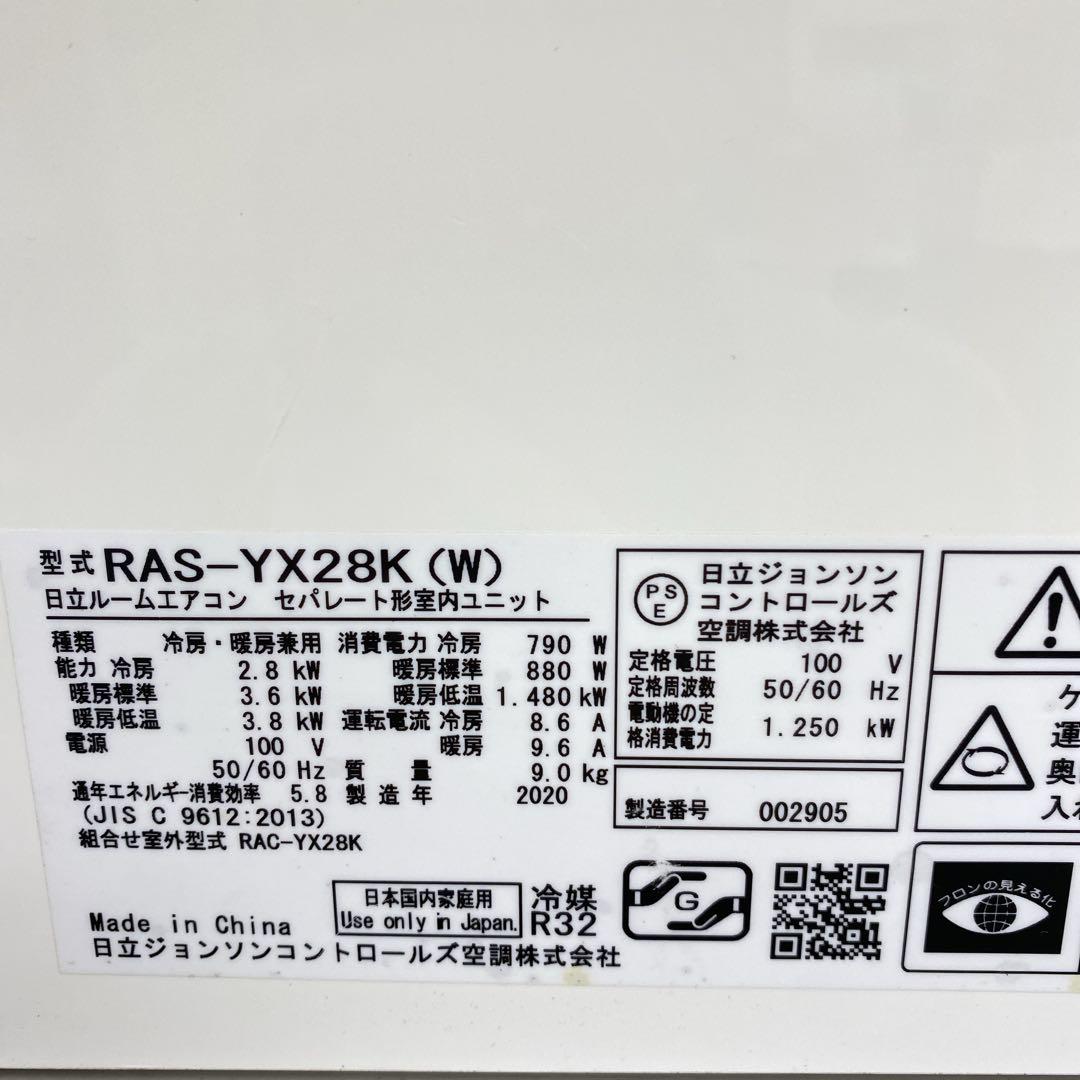 型式 RAS-YX28K (W)
日立ルームエアコン セパレート形室内ユニット
種類 冷房・暖房兼用
能力 冷房 2.8 kW
暖房標準 3.6 kW
暖房低温 3.8 kW
電源 100 V
50/60 Hz
通年エネルギー消費効率 5.8
(JIS C 9612:2013)
組合せ室外型式 RAC-YX28K
消費電力 冷房 790 W
暖房標準 880 W
暖房低温 1.480 kW
運転電流 冷房 8.6 A
暖房 9.6 A
質量 9.0 kg
製造年 2020
PS
E
日立ジョンソン
コントロールズ
空調株式会社
定格電圧 100 V
定格周波数 50/60 Hz
電動機の定
格消費電力 1.250 kW
製造番号 002905
ケ
運
奥
入れ
Made in China
日本国内家庭用
Use only in Japan.
冷媒
R32
G
フロンの見える化
日立ジョンソンコントロールズ空調株式会社